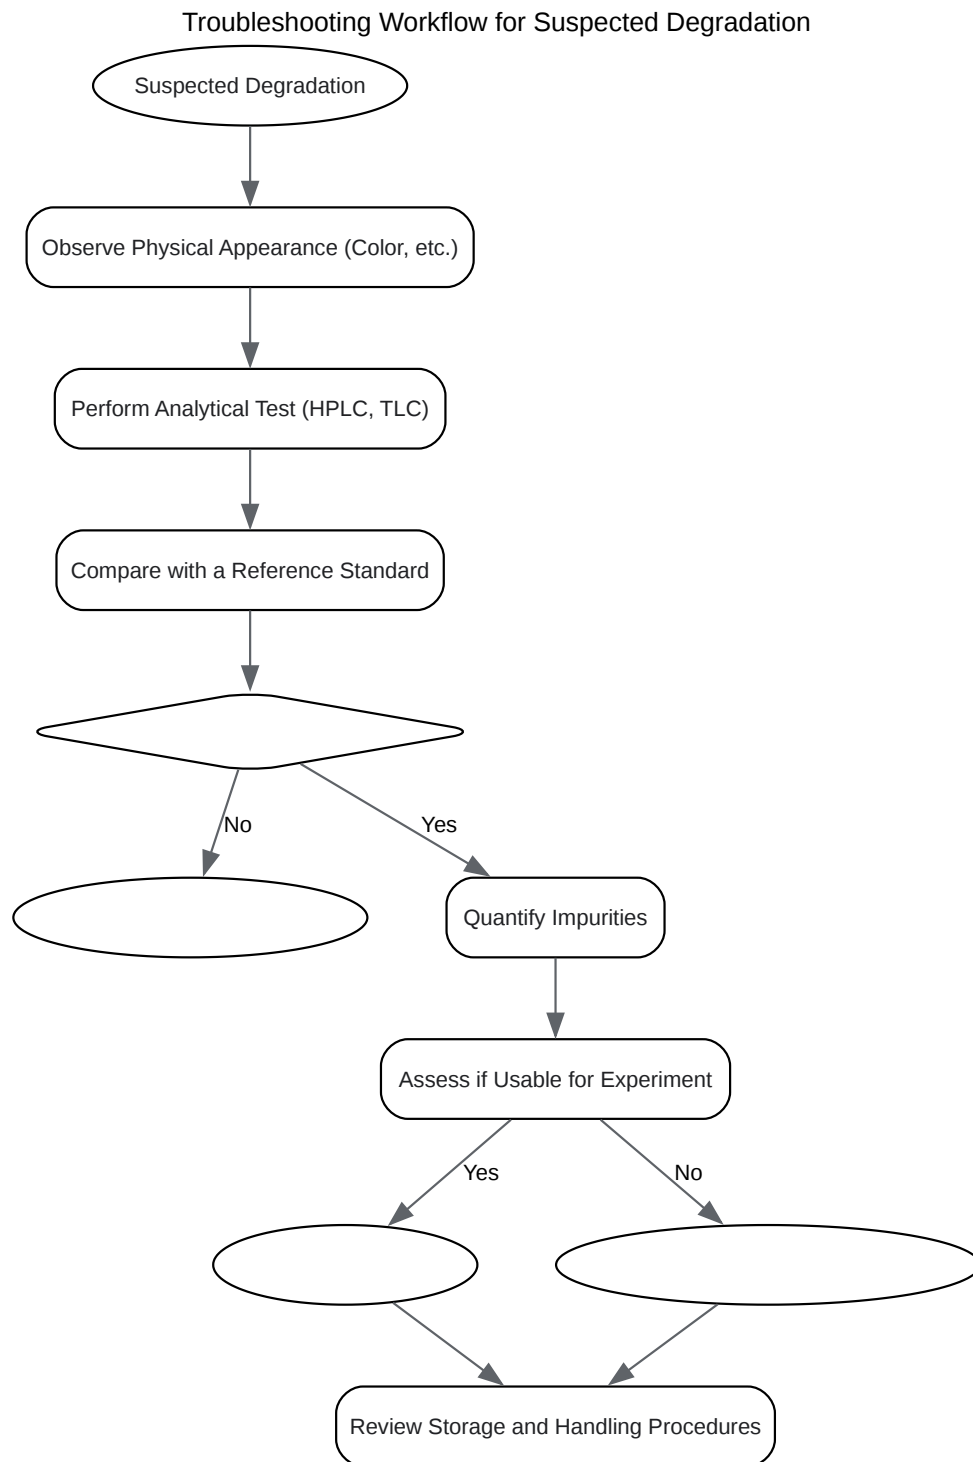 Troubleshooting Workflow for Suspected Degradation
Suspected Degradation
Observe Physical Appearance (Color, etc.)
Perform Analytical Test (HPLC, TLC)
Compare with a Reference Standard
No
Yes
Quantify Impurities
Assess if Usable for Experiment
Yes
No
Review Storage and Handling Procedures